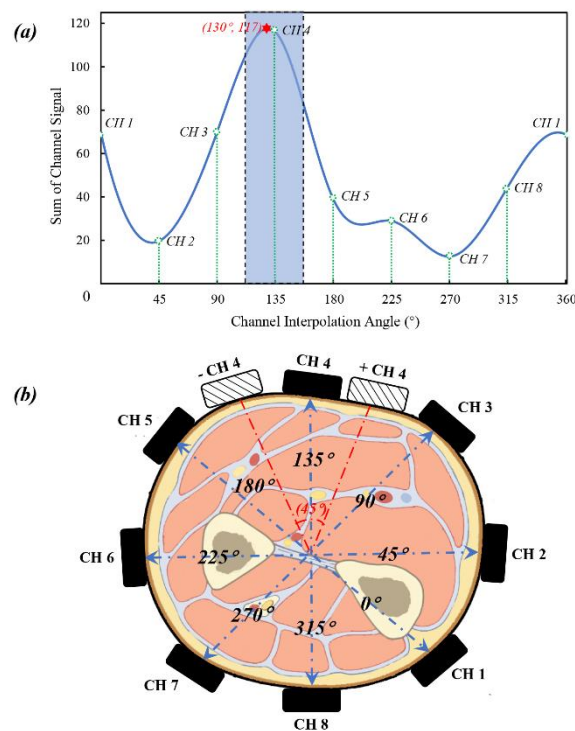 (a)
140
120
100
80
60
40
20
0
Sum of Channel Signal
(130°, 117)
CH 4
CH 1
CH 3
CH 2
CH 5
CH 6
CH 7
CH 8
CH 1
45 90 135 180 225 270 315 360
Channel Interpolation Angle (°)
(b)
- CH 4
CH 4
+ CH 4
CH 5
CH 3
135°
180°
(45°)
90°
CH 6
225°
45°
CH 2
270°
0°
315°
CH 7
CH 1
CH 8